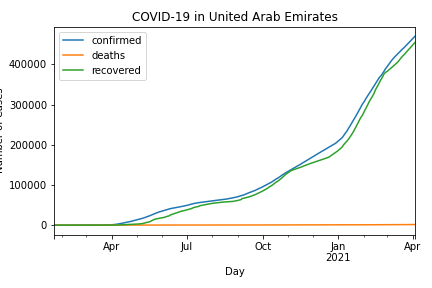 COVID-19 in United Arab Emirates
confirmed
deaths
recovered
400000
300000
200000
100000
0
Apr
Jul
Oct
Jan
2021
Apr
Day